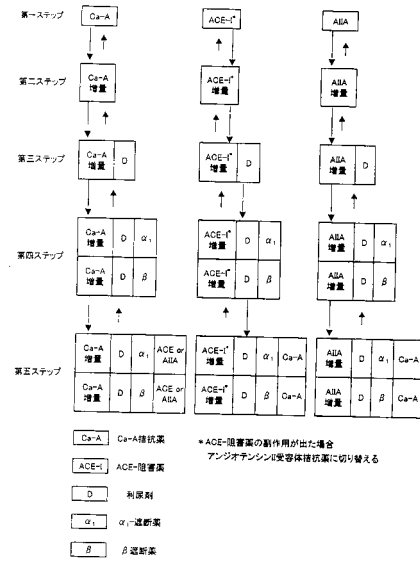 第一ステップ Ca-A ACE-I* AIIA
第二ステップ Ca-A 増量 ACE-I* 増量 AIIA 増量
第三ステップ Ca-A 増量 D ACE-I* 増量 D AIIA 増量 D
第四ステップ
Ca-A 増量 D α₁ ACE-I* 増量 D α₁ AIIA 増量 D α₁
Ca-A 増量 D β ACE-I* 増量 D β AIIA 増量 D β
第五ステップ
Ca-A 増量 D α₁ ACE or AIIA ACE-I* 増量 D α₁ Ca-A AIIA 増量 D α₁ Ca-A
Ca-A 増量 D β ACE or AIIA ACE-I* 増量 D β Ca-A AIIA 増量 D β Ca-A
Ca-A Ca-A拮抗薬
ACE-I ACE-阻害薬
D 利尿剤
α₁ α₁-遮断薬
β β遮断薬
* ACE-阻害薬の副作用が出た場合
アンジオテンシンII受容体拮抗薬に切り替える